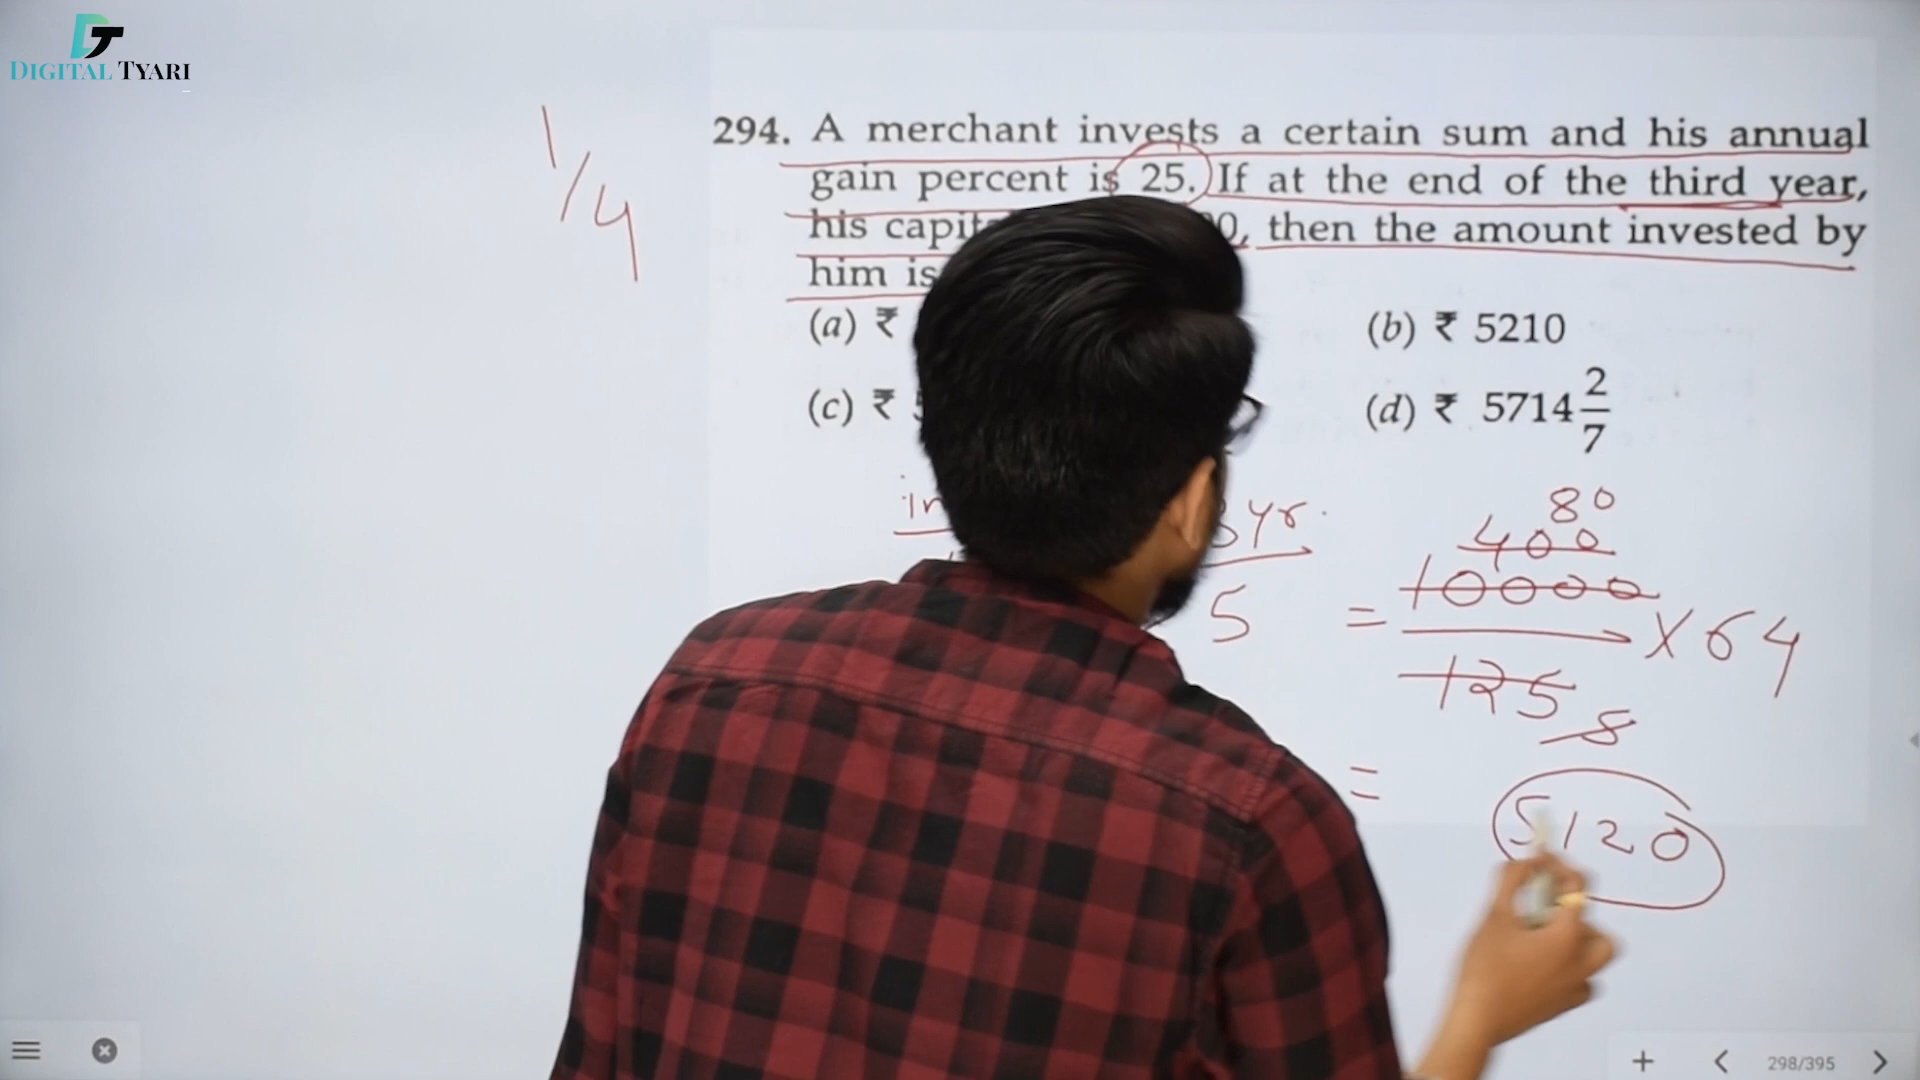 DT
DIGITAL TYARI
1/4
294. A merchant invests a certain sum and his annual
gain percent is 25. If at the end of the third year,
his 0, then the amount invested by
him is
(a) ₹ (b) ₹ 5210
(c) ₹ (d) ₹ 5714 2/7
yr.
80
400
5 = 10000 × 64
125 8
= 5120
298/395